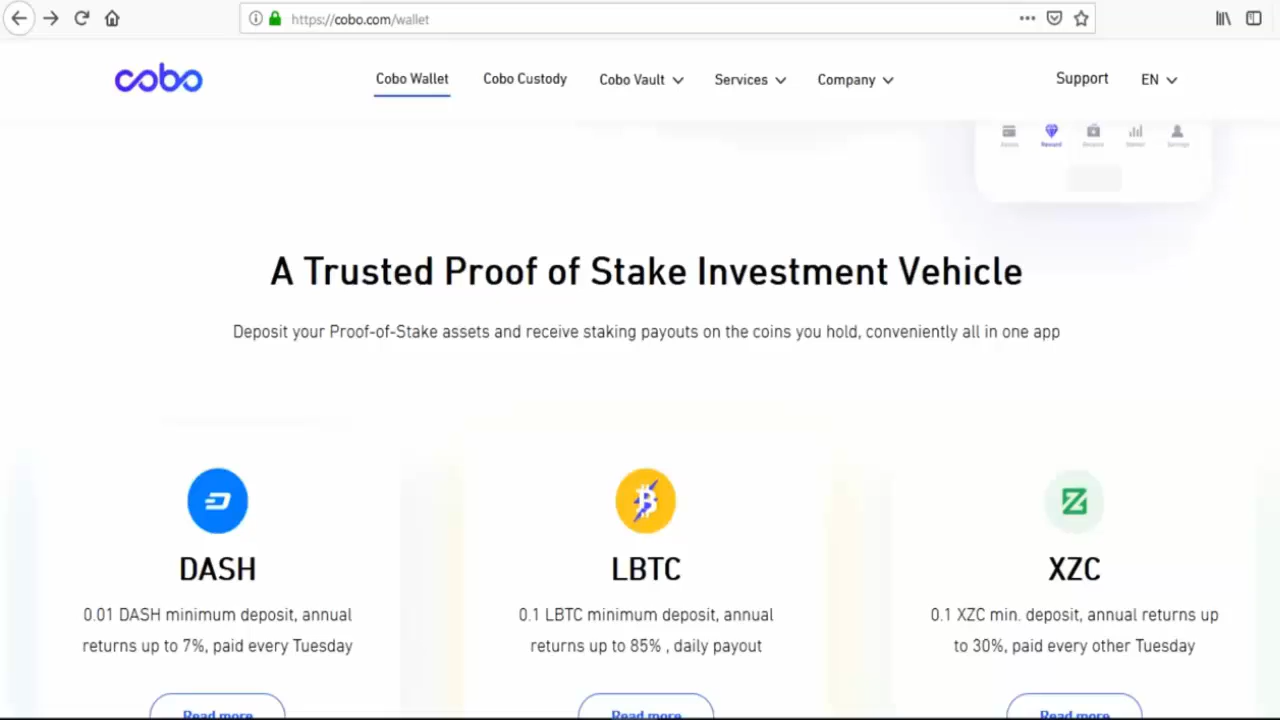 https://cobo.com/wallet
cobo
Cobo Wallet
Cobo Custody
Cobo Vault
Services
Company
Support
EN
Reward
A Trusted Proof of Stake Investment Vehicle
Deposit your Proof-of-Stake assets and receive staking payouts on the coins you hold, conveniently all in one app
DASH
0.01 DASH minimum deposit, annual
returns up to 7%, paid every Tuesday
Read more
LBTC
0.1 LBTC minimum deposit, annual
returns up to 85% , daily payout
Read more
XZC
0.1 XZC min. deposit, annual returns up
to 30%, paid every other Tuesday
Read more